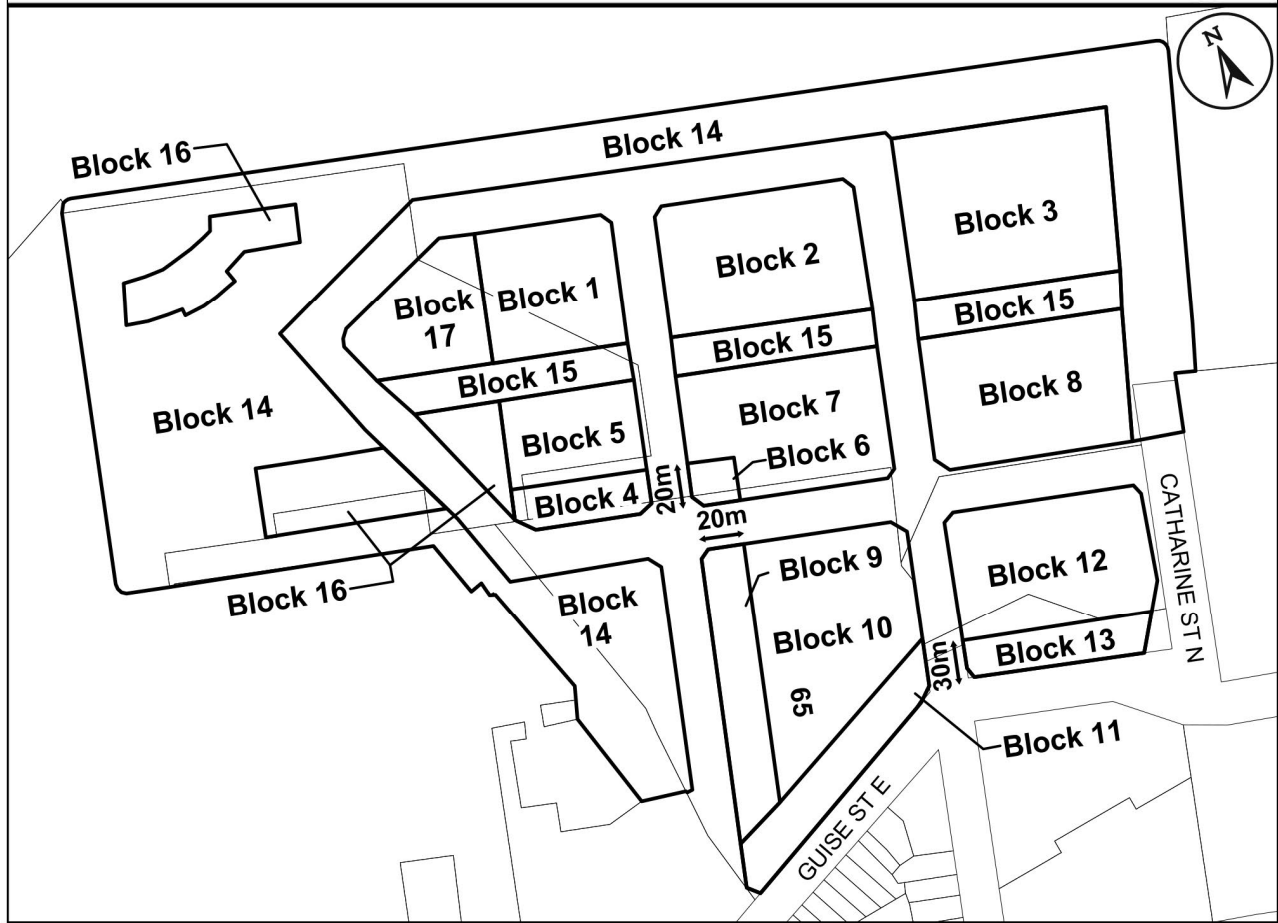 N
Block 14
Block 16
Block 3
Block 2
Block 1
Block
17
Block 15
Block 15
Block 15
Block 8
Block 14
Block 7
Block 5
Block 6
Block 4
20m
20m
CATHARINE ST N
Block 9
Block 12
Block 16
Block
14
Block 10
Block 13
30m
65
Block 11
GUISE ST E